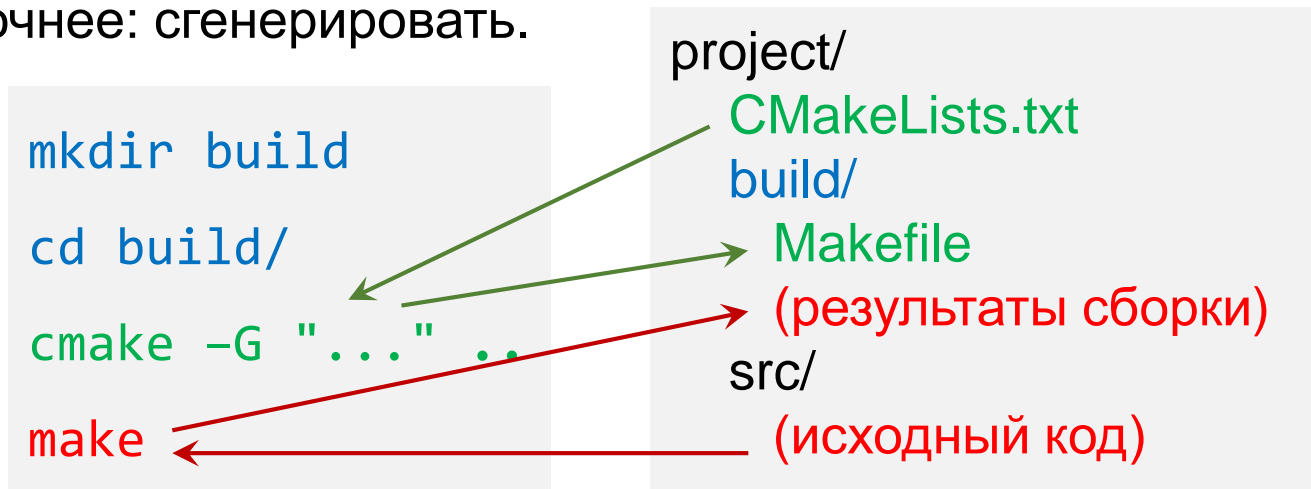 очнее: сгенерировать.
mkdir build
cd build/
cmake –G "..." ..
make
project/
CMakeLists.txt
build/
Makefile
(результаты сборки)
src/
(исходный код)